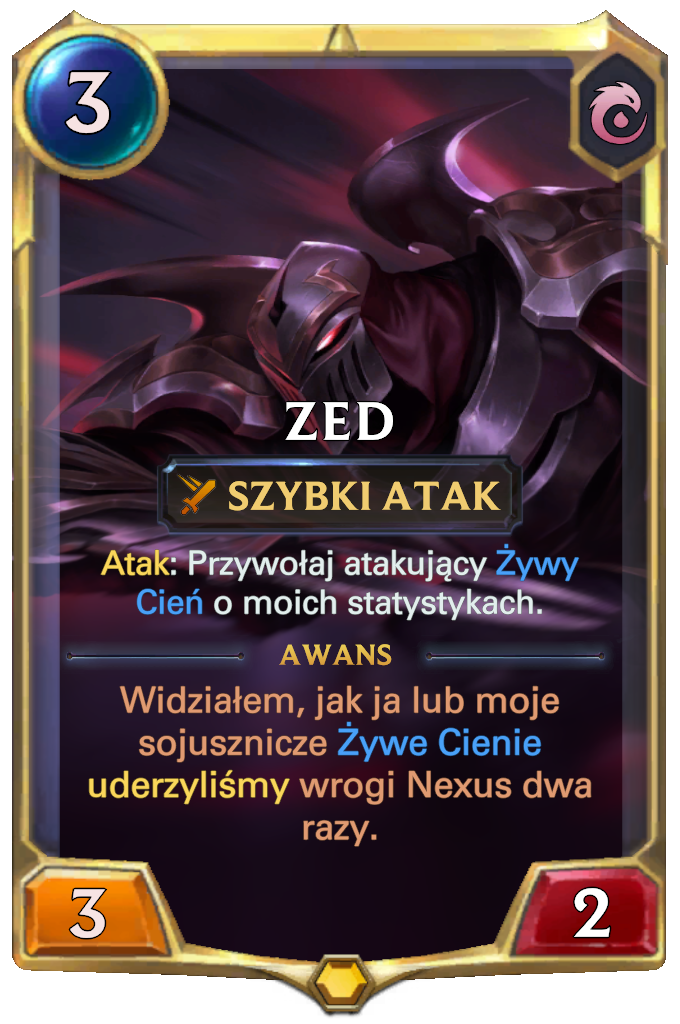 3
ZED
SZYBKI ATAK
Atak: Przywołaj atakujący Żywy
Cień o moich statystykach.
AWANS
Widziałem, jak ja lub moje
sojusznicze Żywe Cienie
uderzyliśmy wrogi Nexus dwa
razy.
3
2